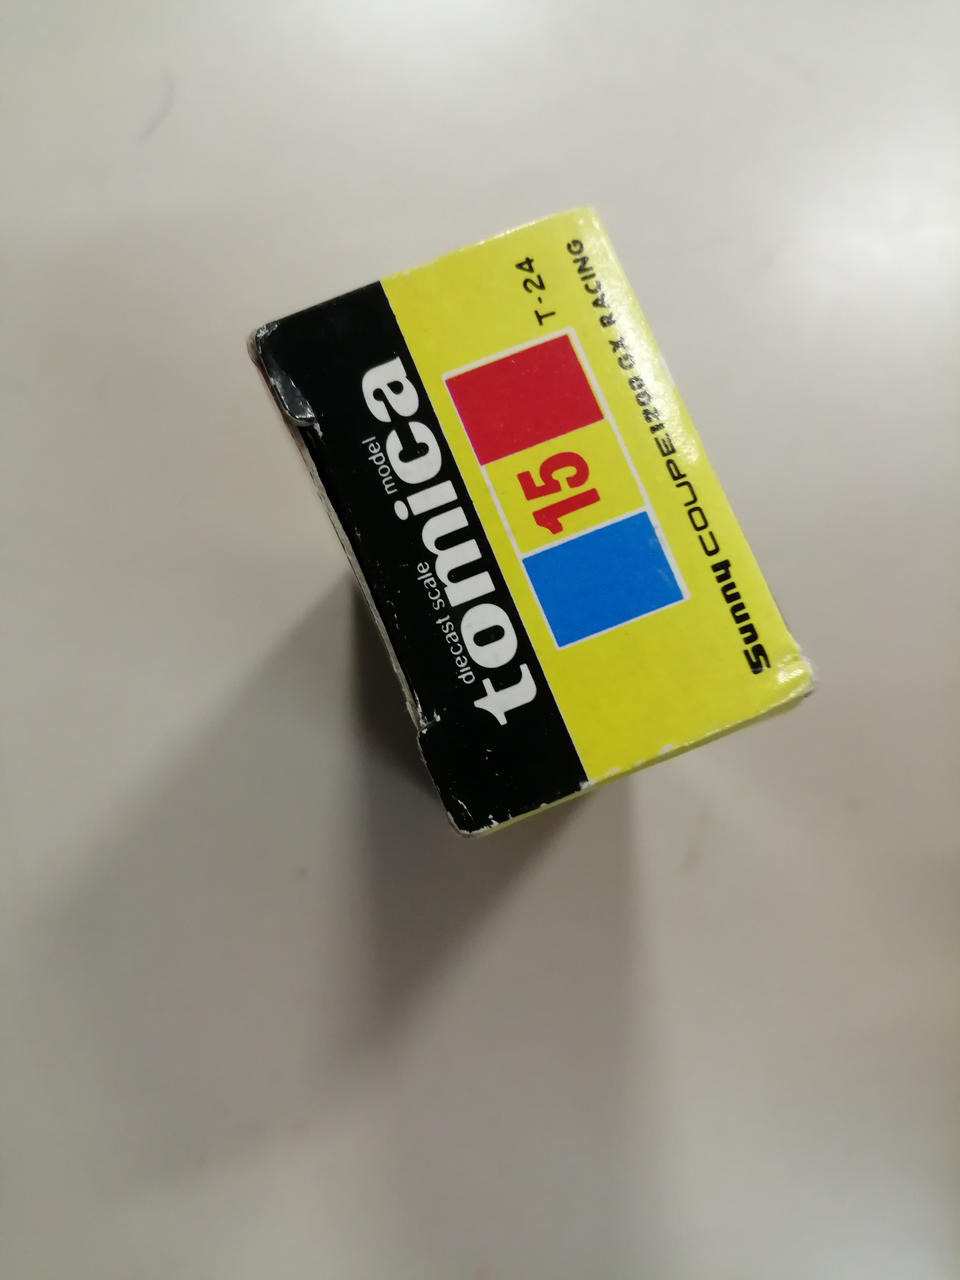 diecast scale model
tomica
15
T-24
Sunny COUPE 1200 GX RACING